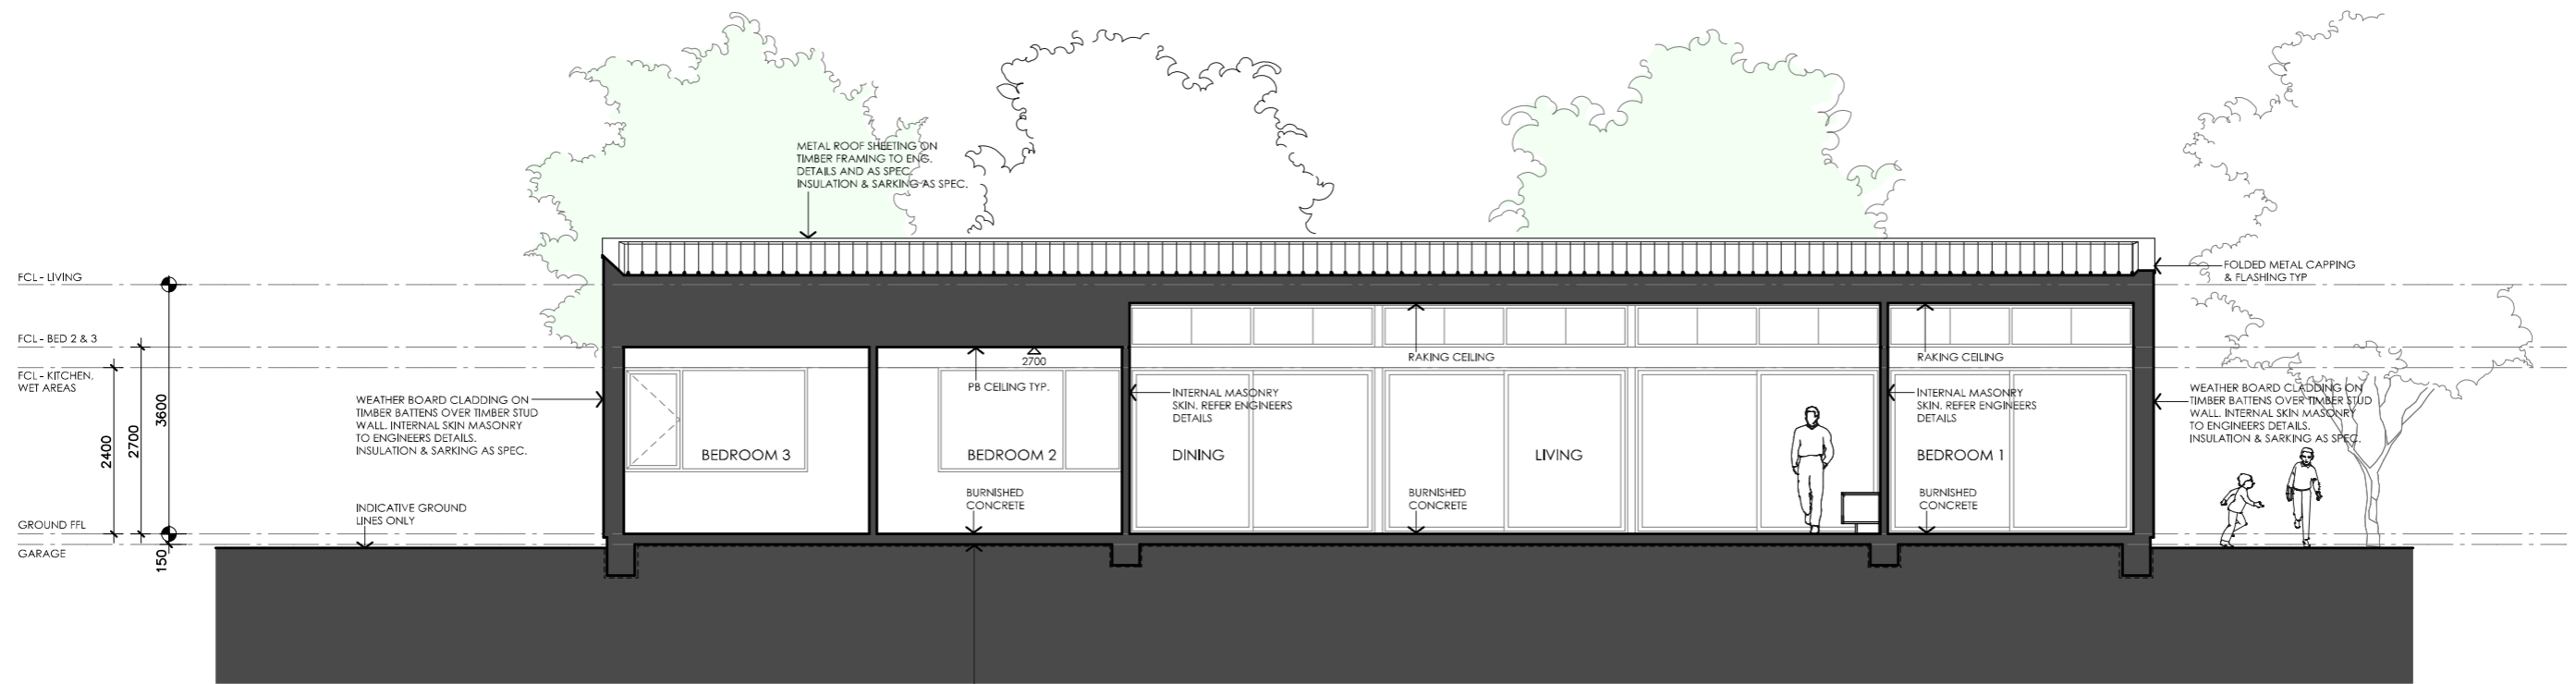 METAL ROOF SHEETING ON
TIMBER FRAMING TO ENG.
DETAILS AND AS SPEC.
INSULATION & SARKING AS SPEC.
FCL - LIVING
FOLDED METAL CAPPING
& FLASHING TYP
FCL - BED 2 & 3
FCL - KITCHEN,
WET AREAS
2400
2700
3600
WEATHER BOARD CLADDING ON
TIMBER BATTENS OVER TIMBER STUD
WALL. INTERNAL SKIN MASONRY
TO ENGINEERS DETAILS.
INSULATION & SARKING AS SPEC.
2700
PB CEILING TYP.
RAKING CEILING
RAKING CEILING
INTERNAL MASONRY
SKIN. REFER ENGINEERS
DETAILS
INTERNAL MASONRY
SKIN. REFER ENGINEERS
DETAILS
WEATHER BOARD CLADDING ON
TIMBER BATTENS OVER TIMBER STUD
WALL. INTERNAL SKIN MASONRY
TO ENGINEERS DETAILS.
INSULATION & SARKING AS SPEC.
BEDROOM 3
BEDROOM 2
DINING
LIVING
BEDROOM 1
BURNISHED
CONCRETE
BURNISHED
CONCRETE
BURNISHED
CONCRETE
INDICATIVE GROUND
LINES ONLY
GROUND FFL
GARAGE
150